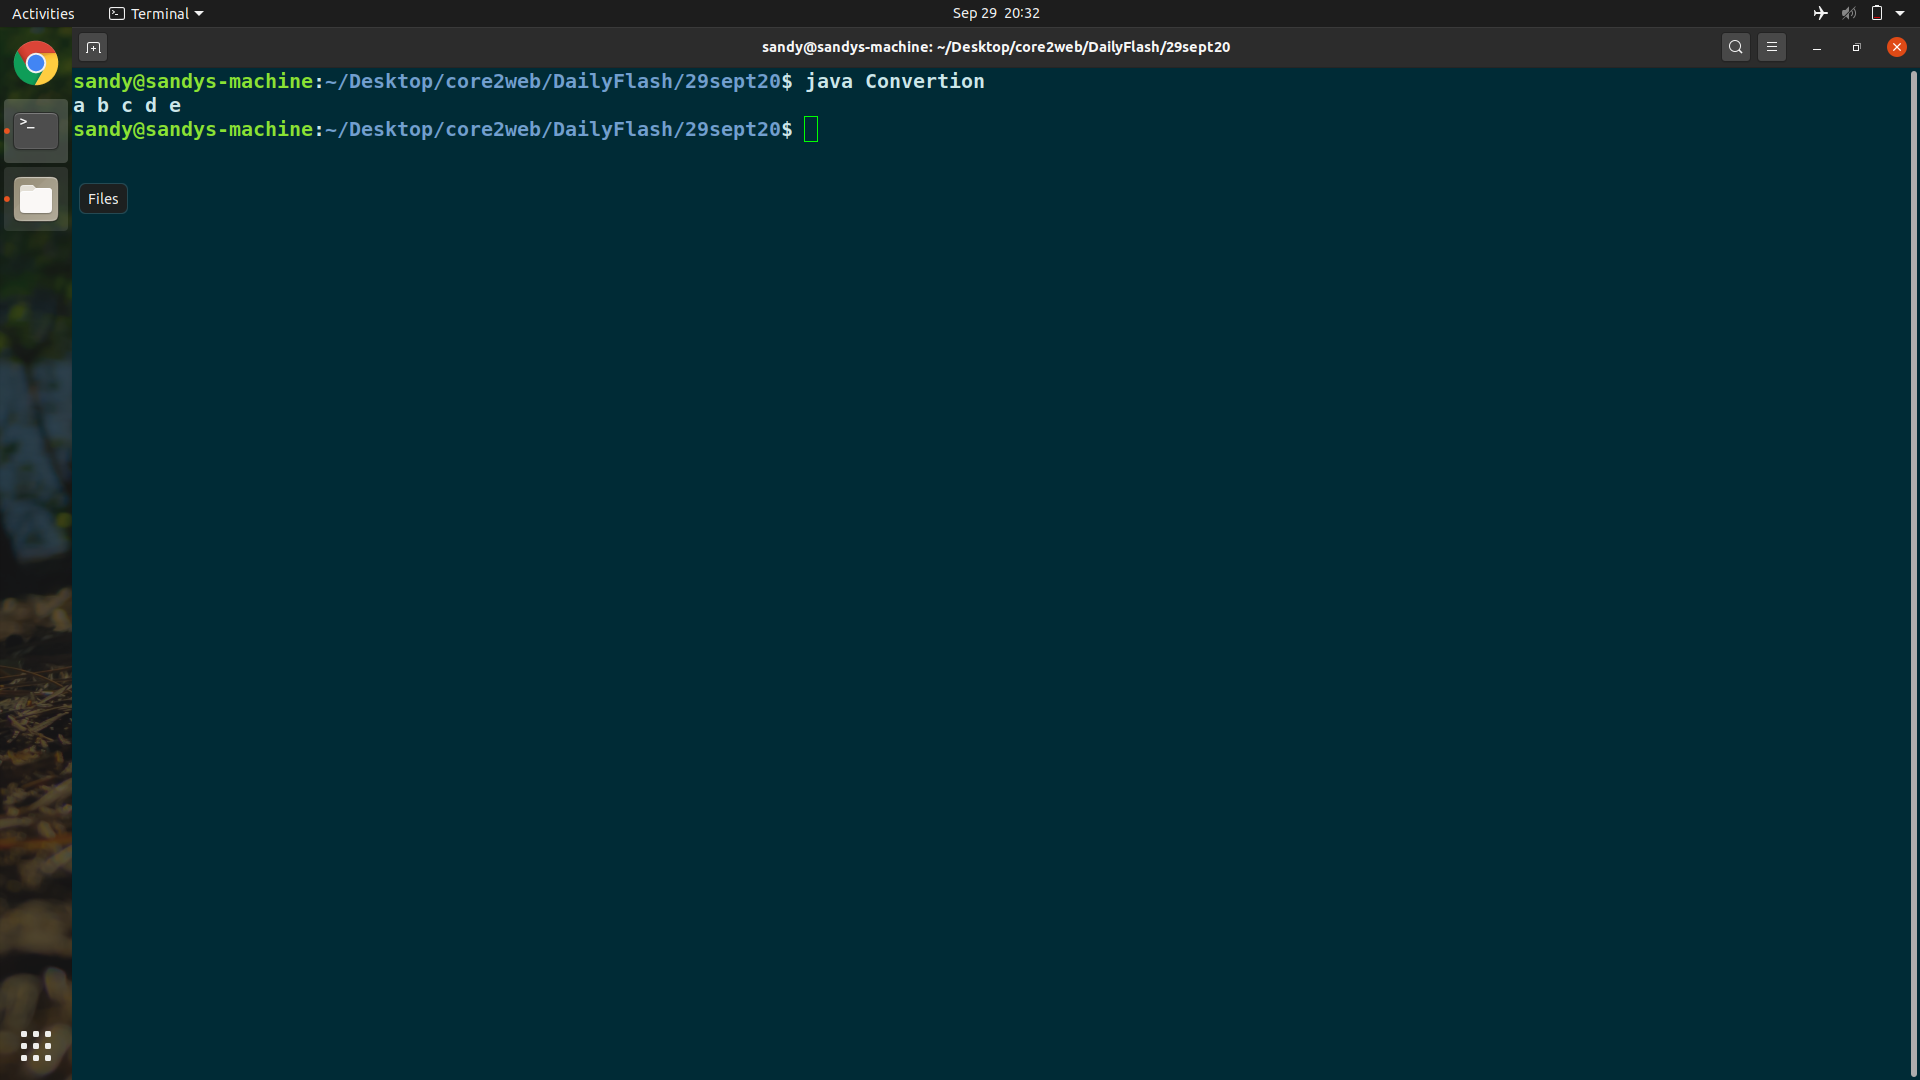 Activities
Terminal
Sep 29 20:32
sandy@sandys-machine: ~/Desktop/core2web/DailyFlash/29sept20
sandy@sandys-machine:~/Desktop/core2web/DailyFlash/29sept20$ java Convertion
a b c d e
sandy@sandys-machine:~/Desktop/core2web/DailyFlash/29sept20$
Files